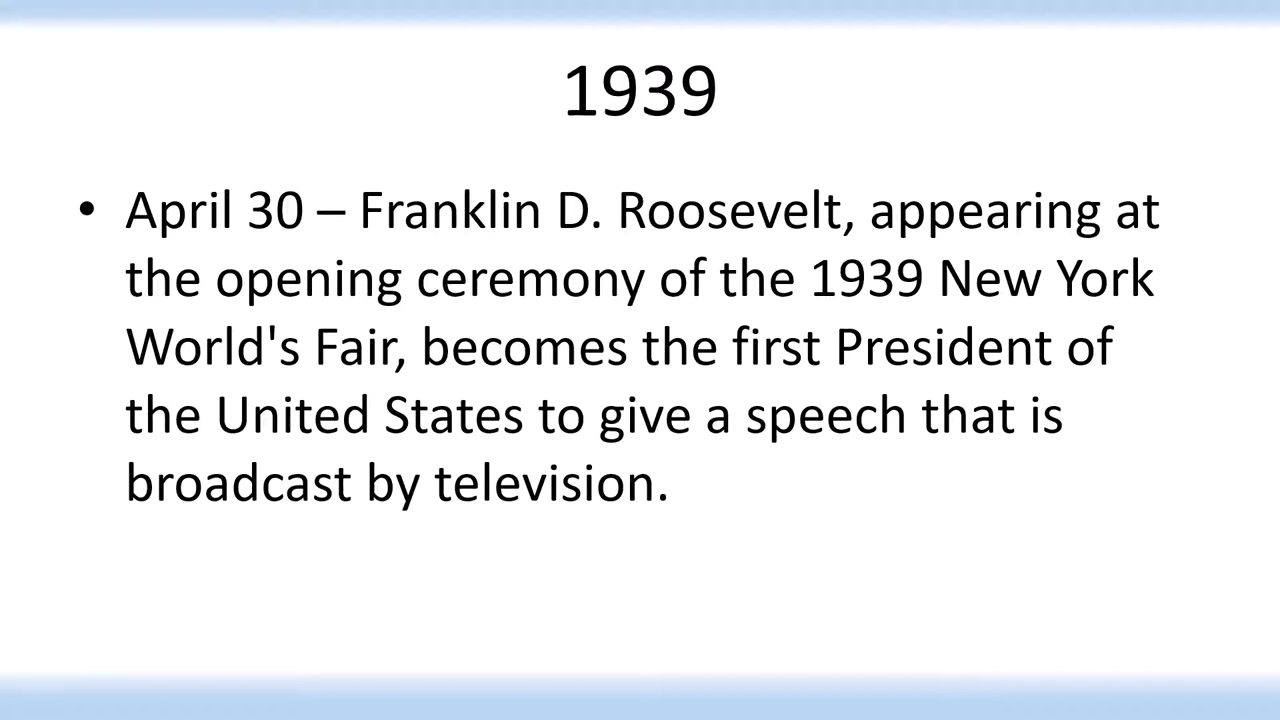 1939
• April 30 – Franklin D. Roosevelt, appearing at
the opening ceremony of the 1939 New York
World's Fair, becomes the first President of
the United States to give a speech that is
broadcast by television.